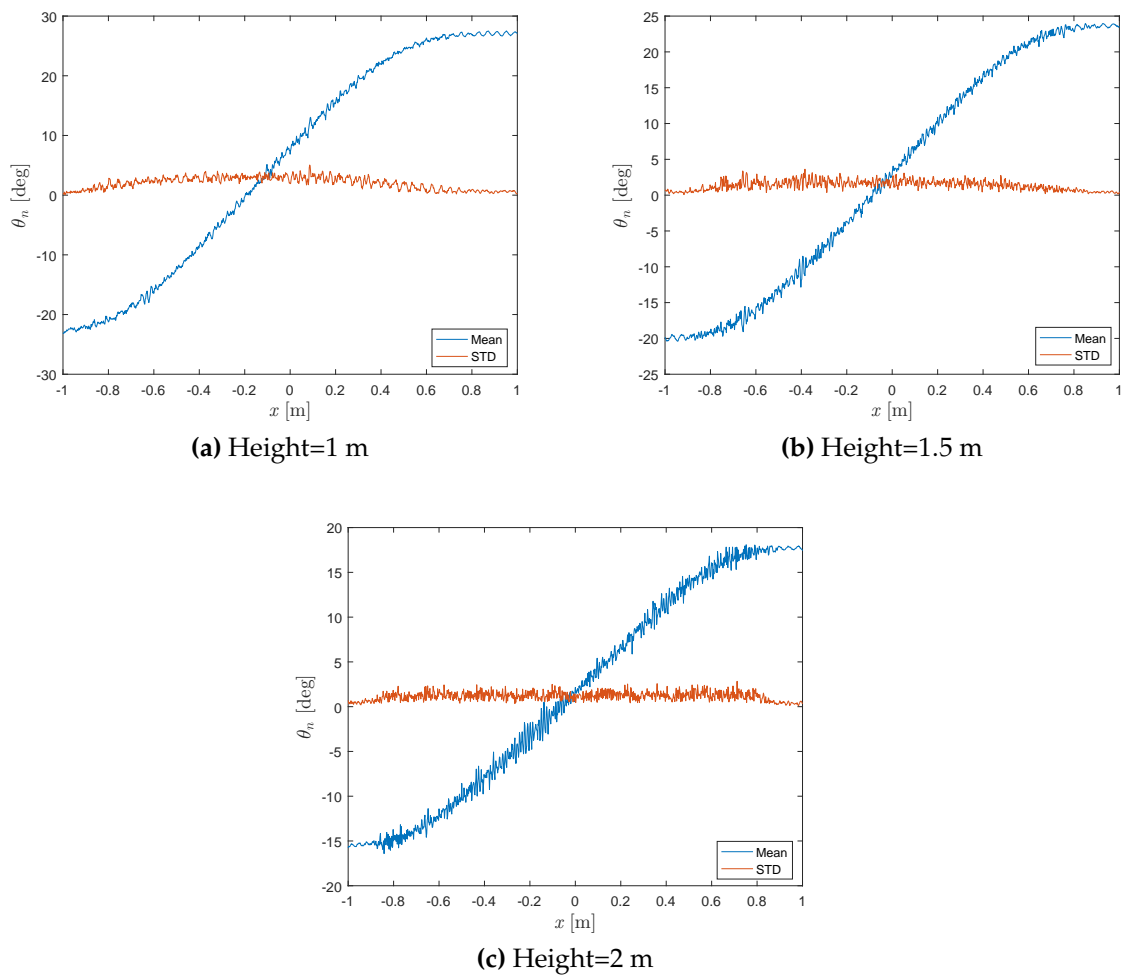 30
20
10
0
-10
-20
-30
θn [deg]
Mean
STD
-1 -0.8 -0.6 -0.4 -0.2 0 0.2 0.4 0.6 0.8 1
x [m]
(a) Height=1 m
25
20
15
10
5
0
-5
-10
-15
-20
-25
θn [deg]
Mean
STD
-1 -0.8 -0.6 -0.4 -0.2 0 0.2 0.4 0.6 0.8 1
x [m]
(b) Height=1.5 m
20
15
10
5
0
-5
-10
-15
-20
θn [deg]
Mean
STD
-1 -0.8 -0.6 -0.4 -0.2 0 0.2 0.4 0.6 0.8 1
x [m]
(c) Height=2 m